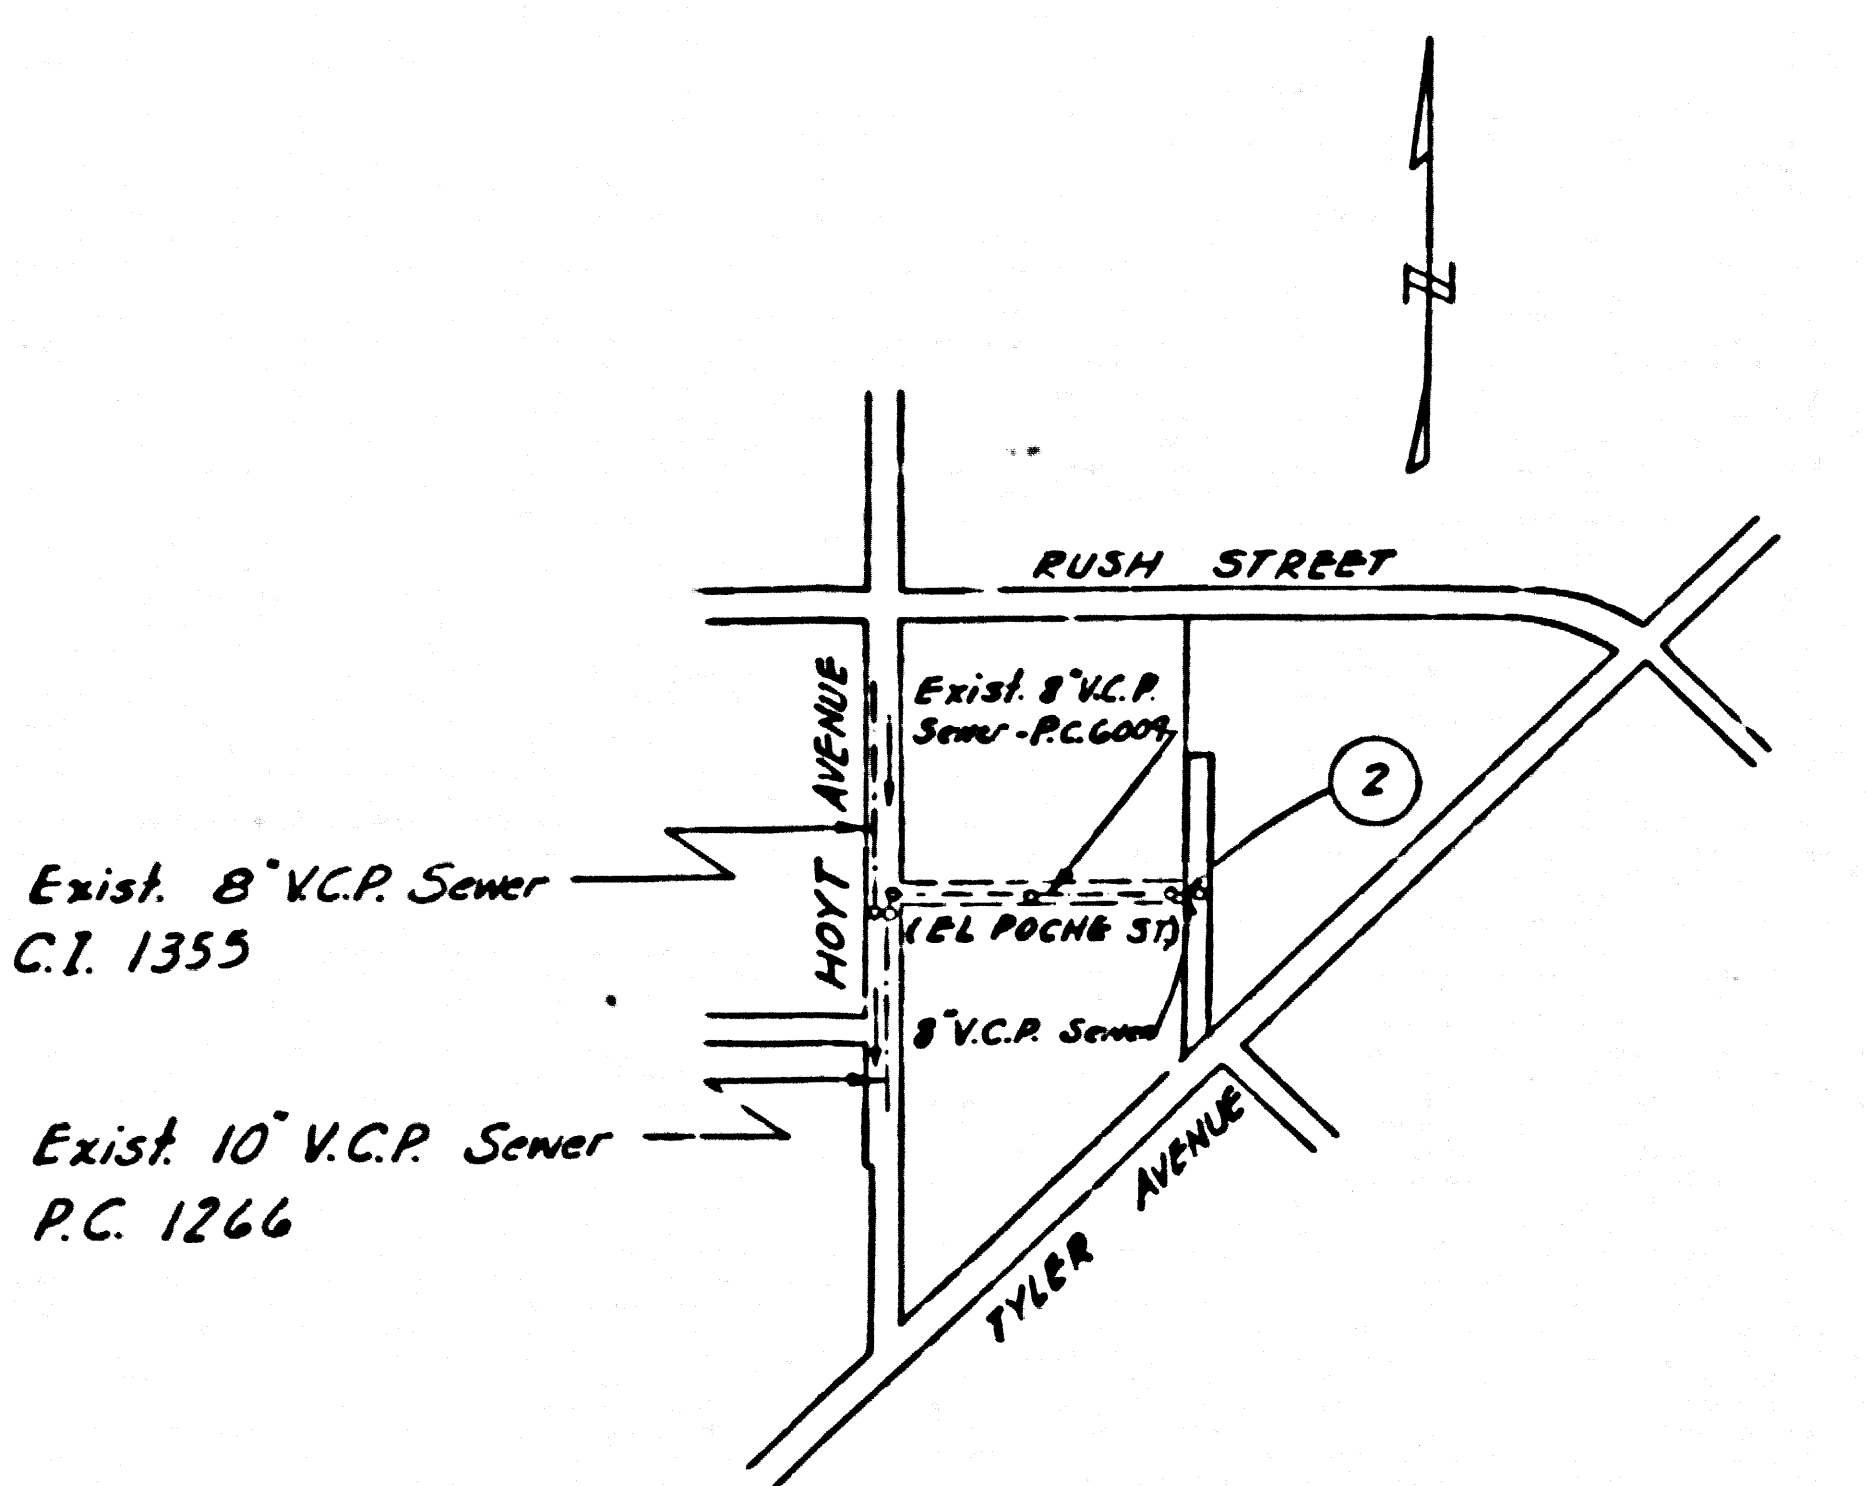 N
RUSH STREET
HOYT AVENUE
Exist. 8" V.C.P.
Sewer - P.C. 6009
2
Exist. 8" V.C.P. Sewer
C.I. 1355
(EL POCHE ST.)
8" V.C.P. Sewer
Exist. 10" V.C.P. Sewer
P.C. 1266
TYLER AVENUE